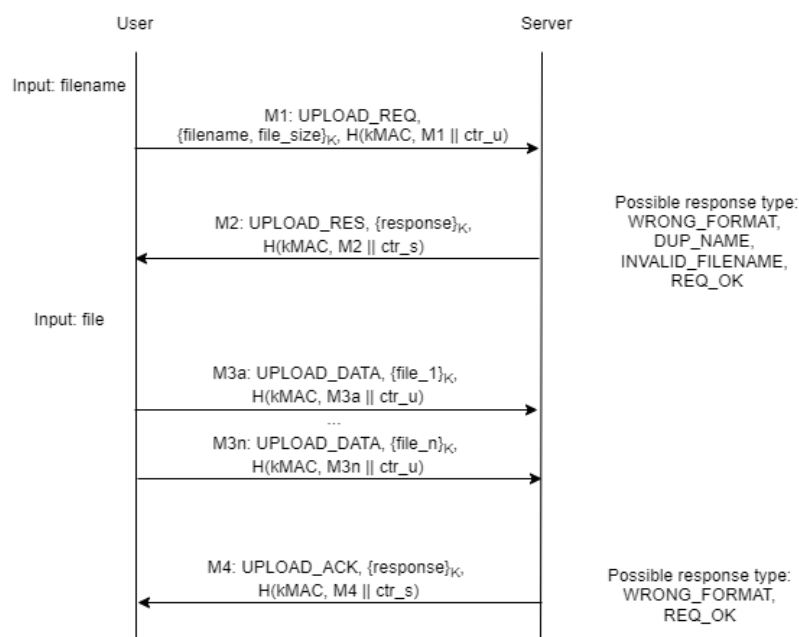 User
Server
Input: filename
M1: UPLOAD_REQ,
{filename, file_size}K, H(kMAC, M1 || ctr_u)
M2: UPLOAD_RES, {response}K,
H(kMAC, M2 || ctr_s)
Possible response type:
WRONG_FORMAT,
DUP_NAME,
INVALID_FILENAME,
REQ_OK
Input: file
M3a: UPLOAD_DATA, {file_1}K,
H(kMAC, M3a || ctr_u)
...
M3n: UPLOAD_DATA, {file_n}K,
H(kMAC, M3n || ctr_u)
M4: UPLOAD_ACK, {response}K,
H(kMAC, M4 || ctr_s)
Possible response type:
WRONG_FORMAT,
REQ_OK